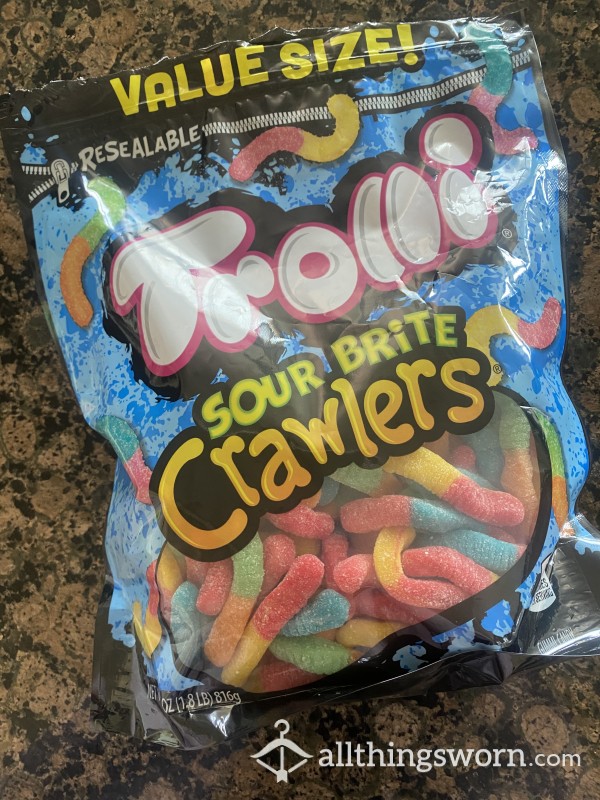 VALUE SIZE!
RESEALABLE
Trolli®
SOUR BRiTE
Crawlers®
OZ (1.8 LB) 816g
allthingsworn.com